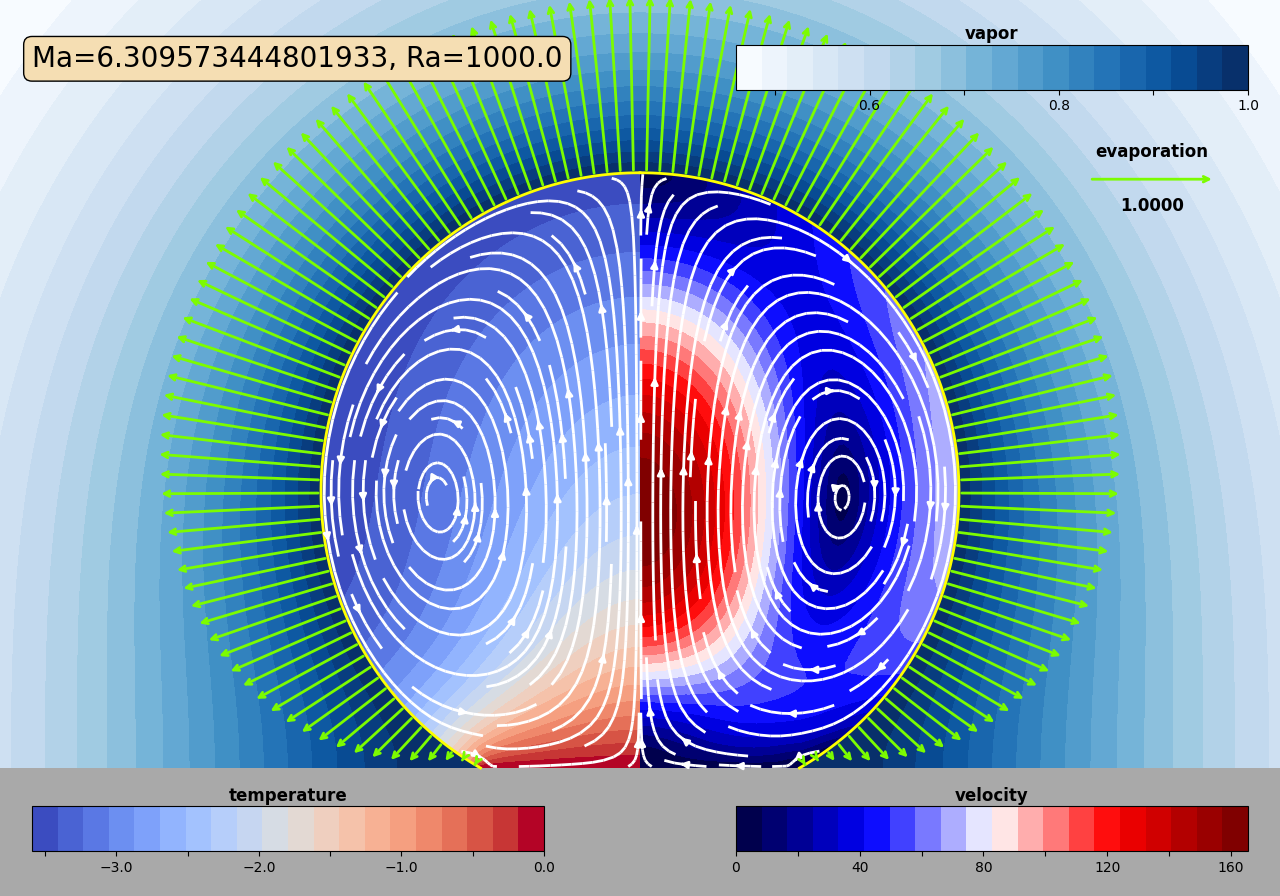 Ma=6.309573444801933, Ra=1000.0
vapor
0.6 0.8 1.0
evaporation
1.0000
temperature
−3.0 −2.0 −1.0 0.0
velocity
0 40 80 120 160